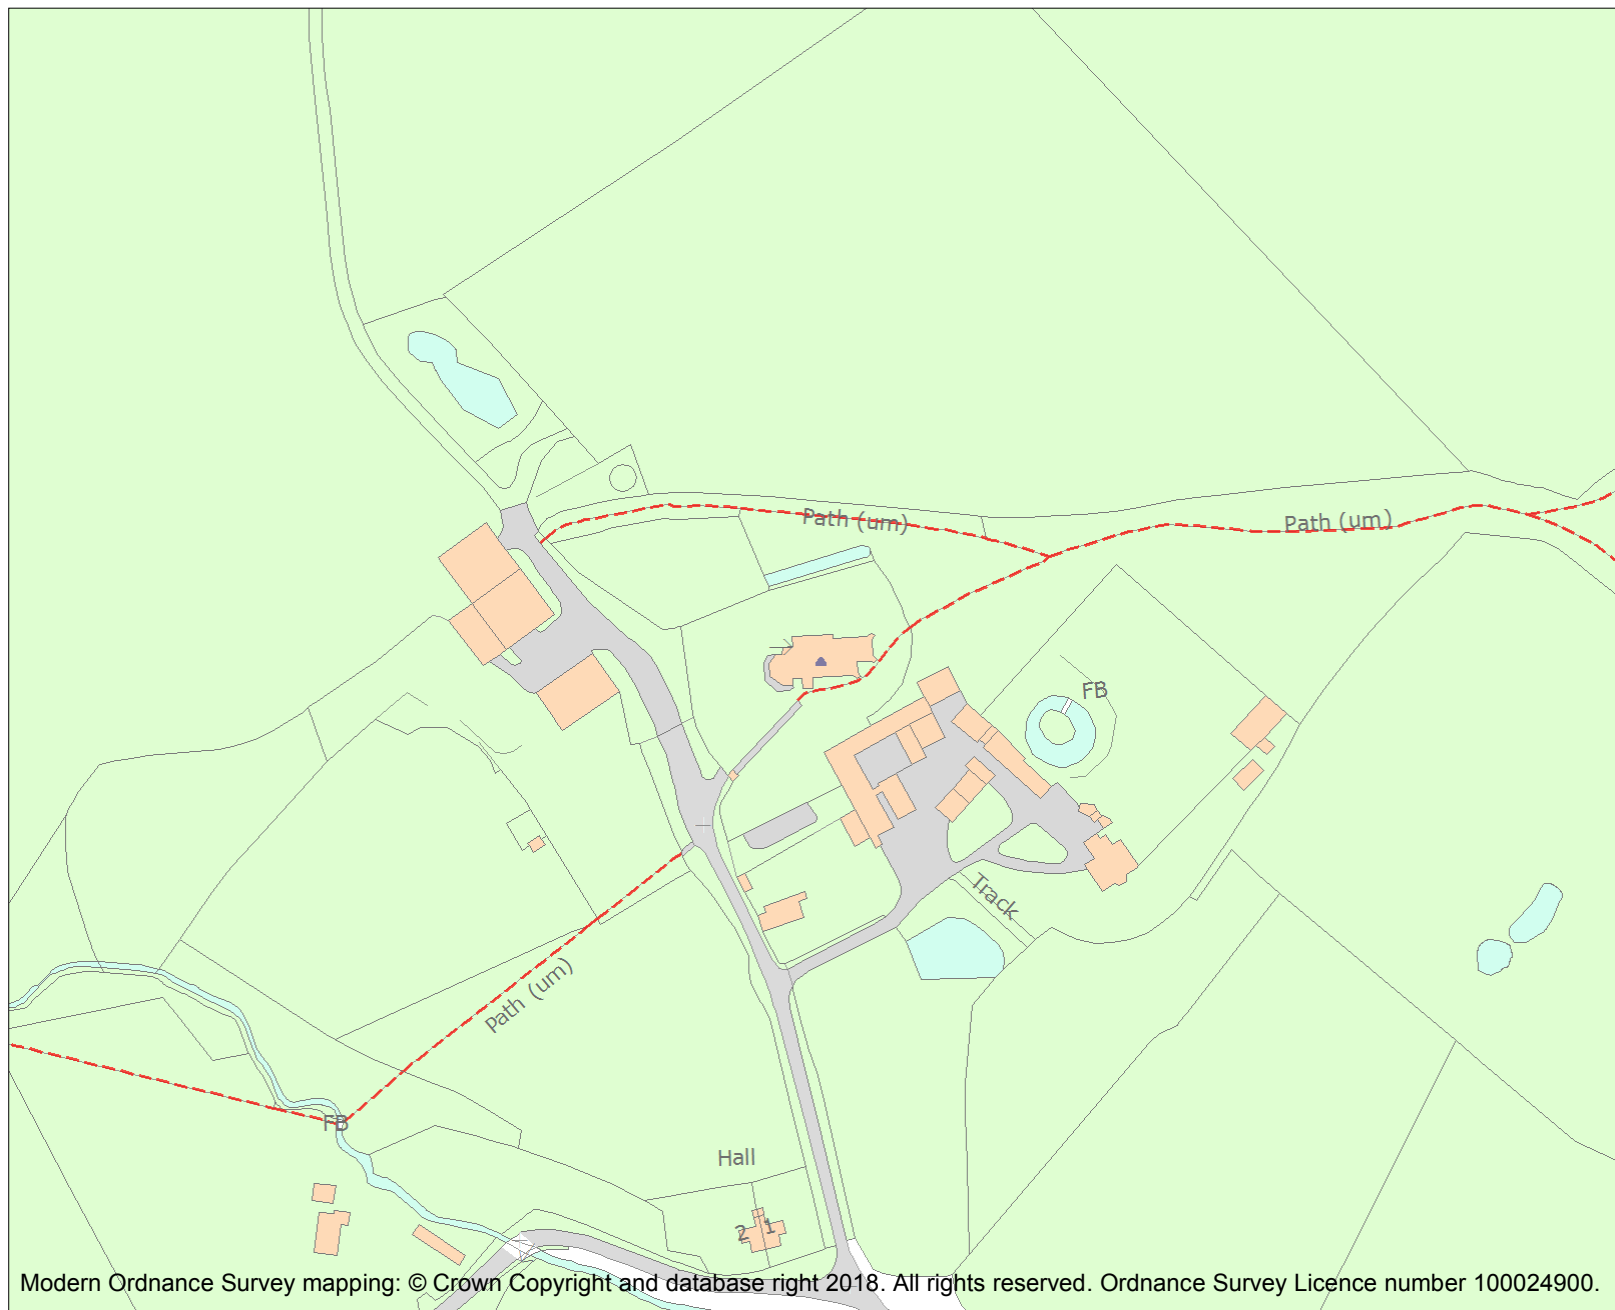 Path (um)
Path (um)
FB
Track
Path (um)
FB
Hall
2
1
Modern Ordnance Survey mapping: © Crown Copyright and database right 2018. All rights reserved. Ordnance Survey Licence number 100024900.